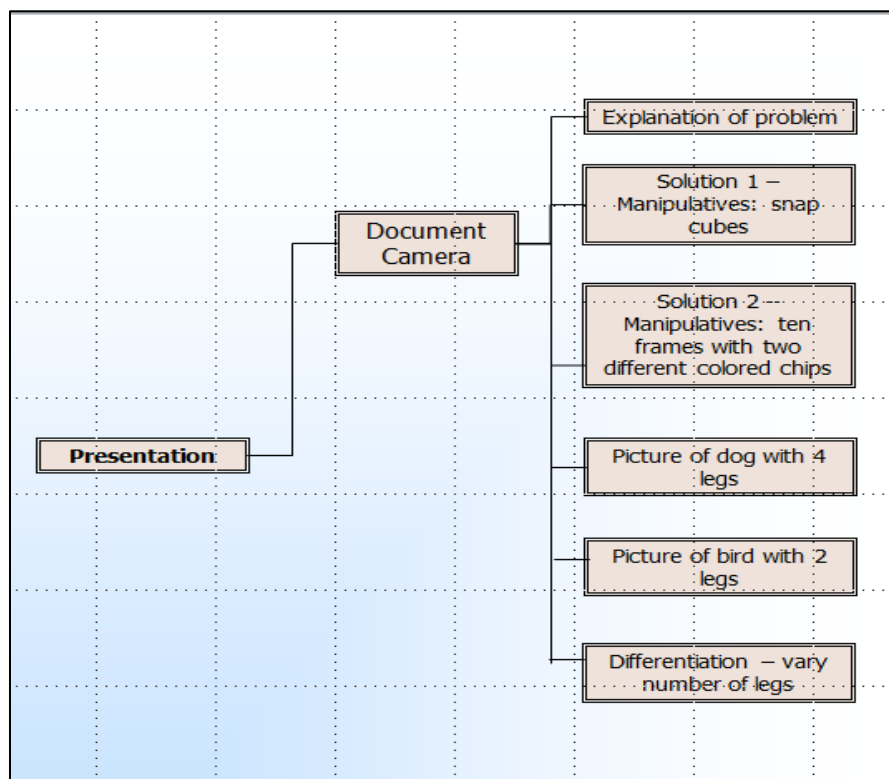 Explanation of problem
Solution 1 –
Manipulatives: snap
cubes
Document
Camera
Solution 2 –
Manipulatives: ten
frames with two
different colored chips
Presentation
Picture of dog with 4
legs
Picture of bird with 2
legs
Differentiation – vary
number of legs